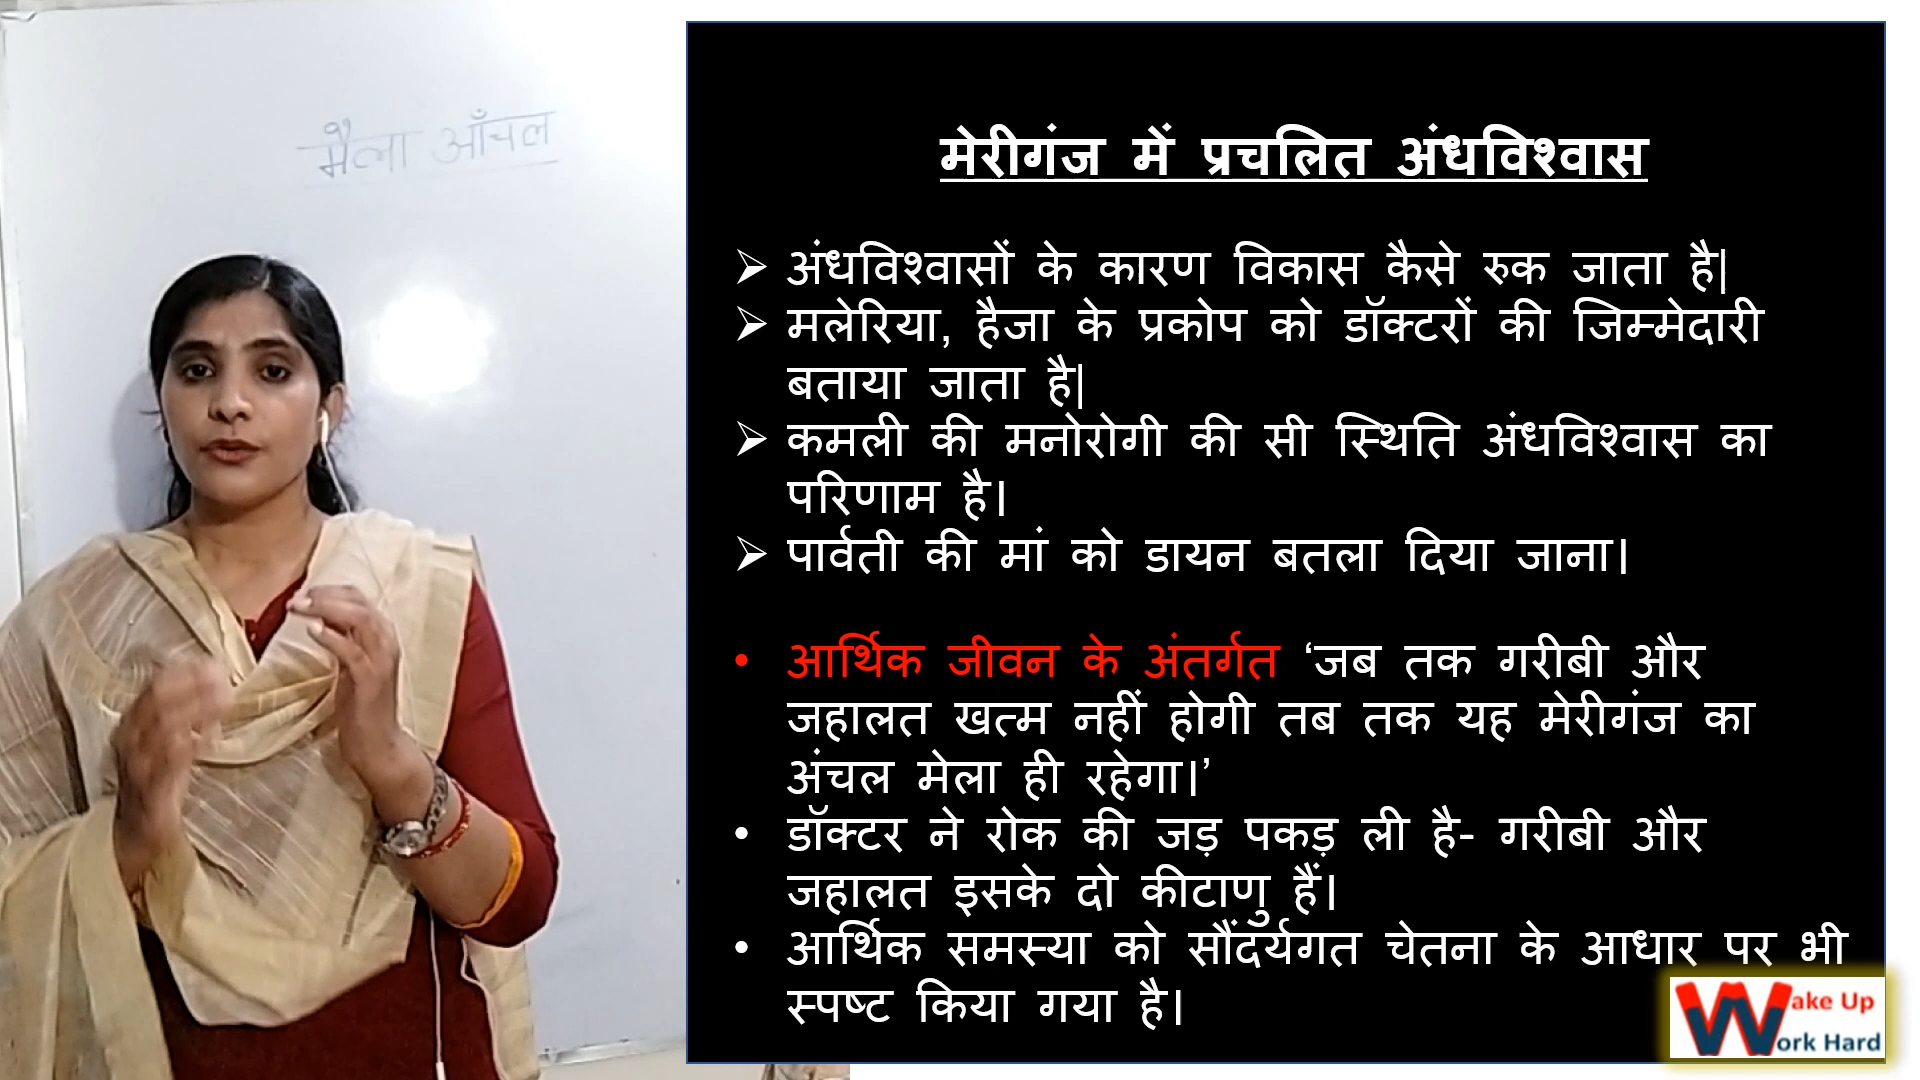 मैला आँचल
मेरीगंज में प्रचलित अंधविश्वास
➢ अंधविश्वासों के कारण विकास कैसे रुक जाता है|
➢ मलेरिया, हैजा के प्रकोप को डॉक्टरों की जिम्मेदारी
बताया जाता है|
➢ कमली की मनोरोगी की सी स्थिति अंधविश्वास का
परिणाम है।
➢ पार्वती की मां को डायन बतला दिया जाना।
• आर्थिक जीवन के अंतर्गत ‘जब तक गरीबी और
जहालत खत्म नहीं होगी तब तक यह मेरीगंज का
अंचल मेला ही रहेगा।’
• डॉक्टर ने रोक की जड़ पकड़ ली है- गरीबी और
जहालत इसके दो कीटाणु हैं।
• आर्थिक समस्या को सौंदर्यगत चेतना के आधार पर भी
स्पष्ट किया गया है।
Wake Up
Work Hard